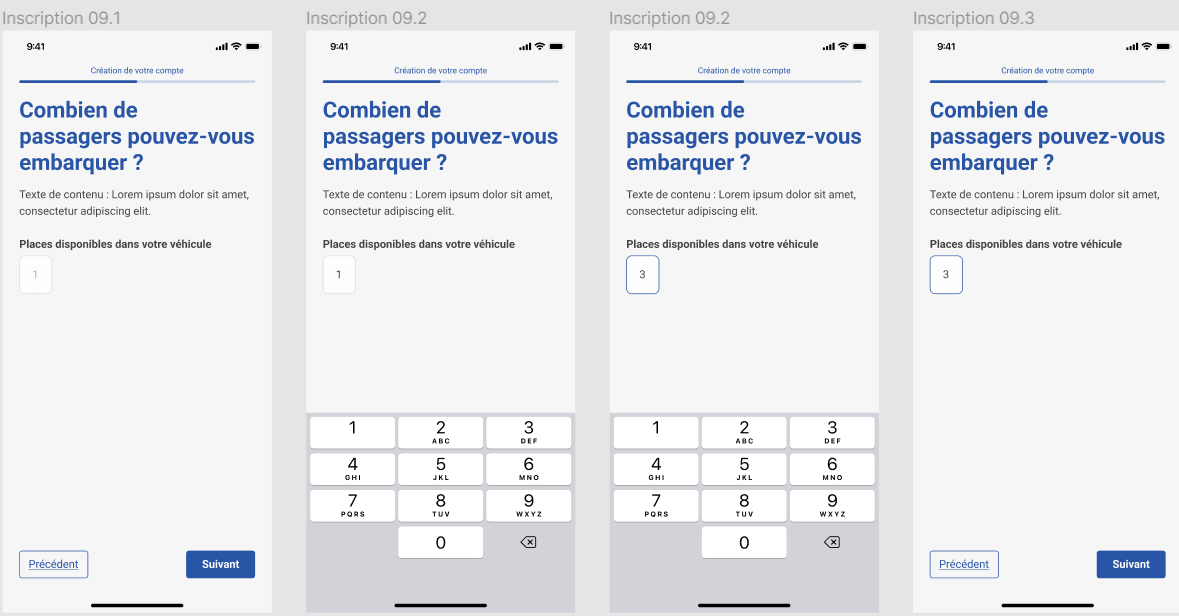 Inscription 09.1
9:41
Création de votre compte
Combien de
passagers pouvez-vous
embarquer ?
Texte de contenu : Lorem ipsum dolor sit amet,
consectetur adipiscing elit.
Places disponibles dans votre véhicule
1
Précédent
Suivant
Inscription 09.2
9:41
Création de votre compte
Combien de
passagers pouvez-vous
embarquer ?
Texte de contenu : Lorem ipsum dolor sit amet,
consectetur adipiscing elit.
Places disponibles dans votre véhicule
1
1 2 3
ABC DEF
4 5 6
GHI JKL MNO
7 8 9
PQRS TUV WXYZ
0
Inscription 09.2
9:41
Création de votre compte
Combien de
passagers pouvez-vous
embarquer ?
Texte de contenu : Lorem ipsum dolor sit amet,
consectetur adipiscing elit.
Places disponibles dans votre véhicule
3
1 2 3
ABC DEF
4 5 6
GHI JKL MNO
7 8 9
PQRS TUV WXYZ
0
Inscription 09.3
9:41
Création de votre compte
Combien de
passagers pouvez-vous
embarquer ?
Texte de contenu : Lorem ipsum dolor sit amet,
consectetur adipiscing elit.
Places disponibles dans votre véhicule
3
Précédent
Suivant